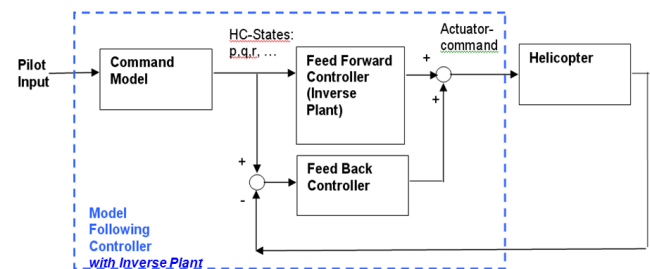 Pilot
Input
Command
Model
HC-States:
p,q,r, ...
Feed Forward
Controller
(Inverse
Plant)
Actuator-
command
+
+
Helicopter
+
-
Feed Back
Controller
Model
Following
Controller
with Inverse Plant